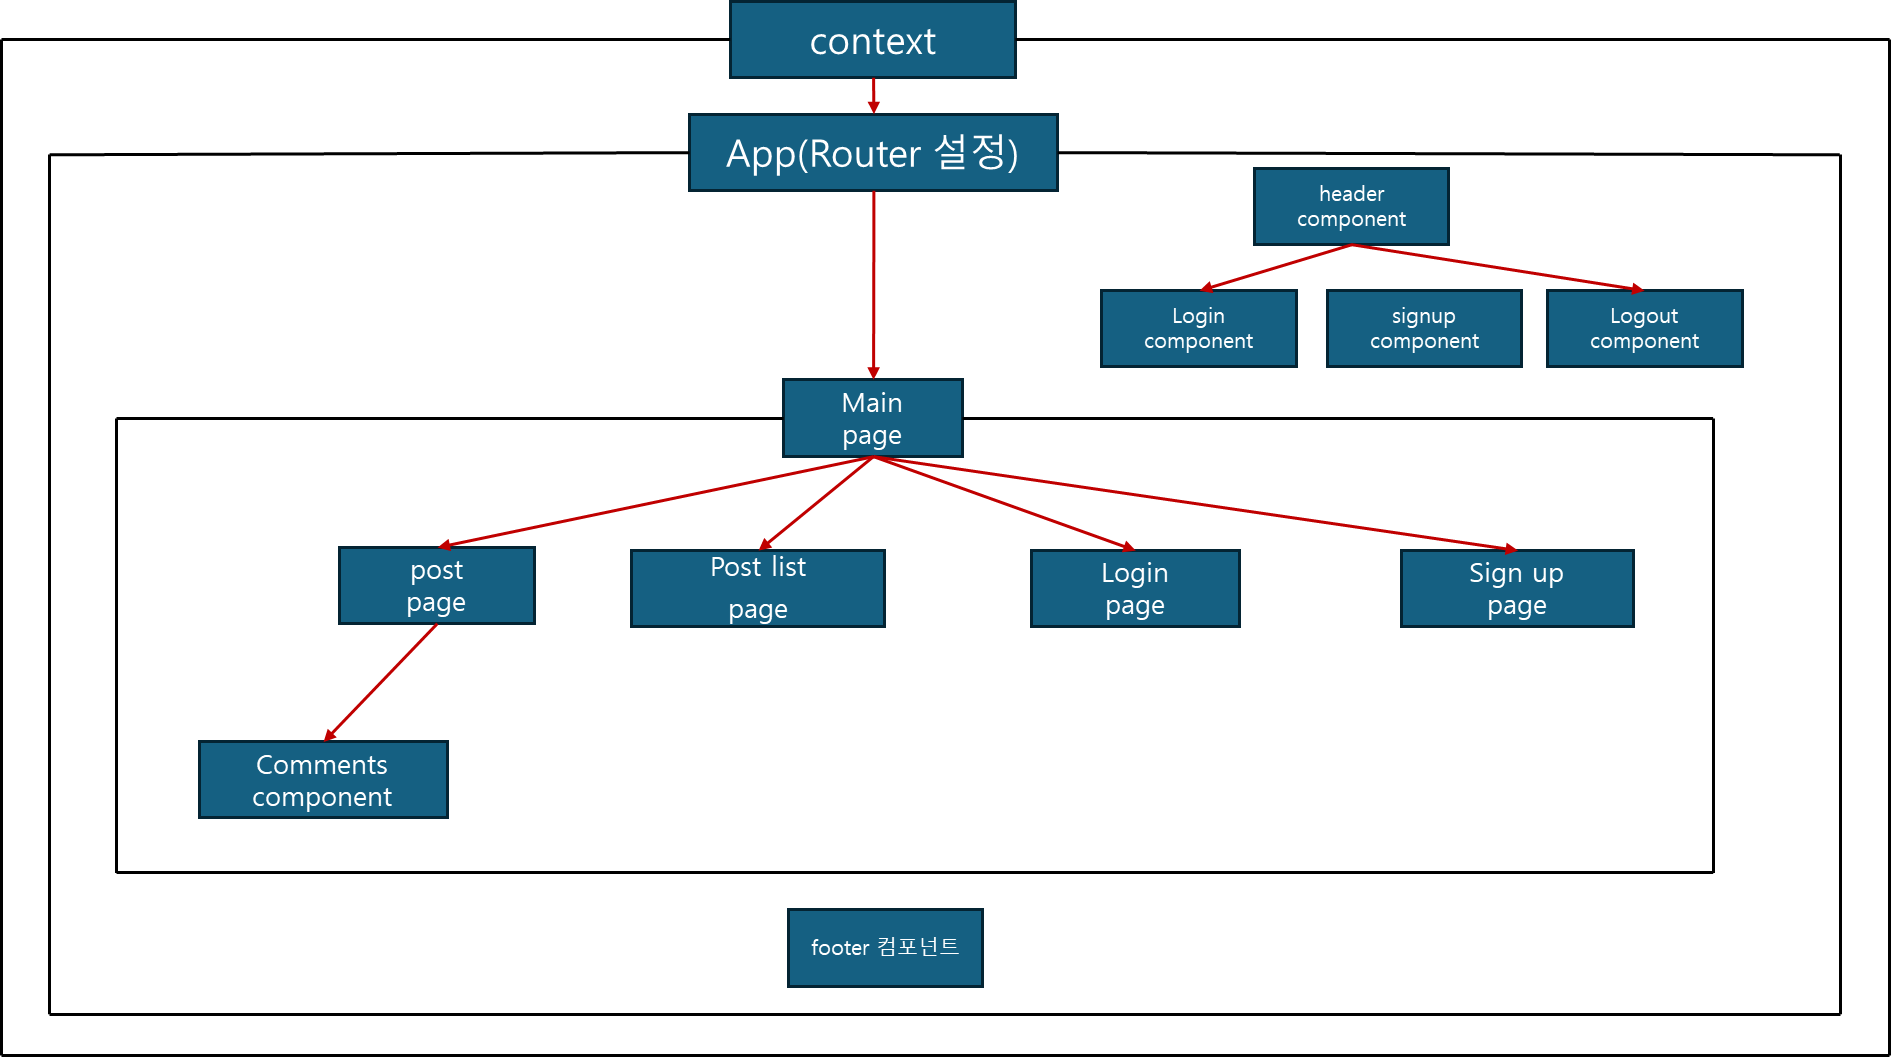 context
App(Router 설정)
header
component
Login
component
signup
component
Logout
component
Main
page
post
page
Post list
page
Login
page
Sign up
page
Comments
component
footer 컴포넌트